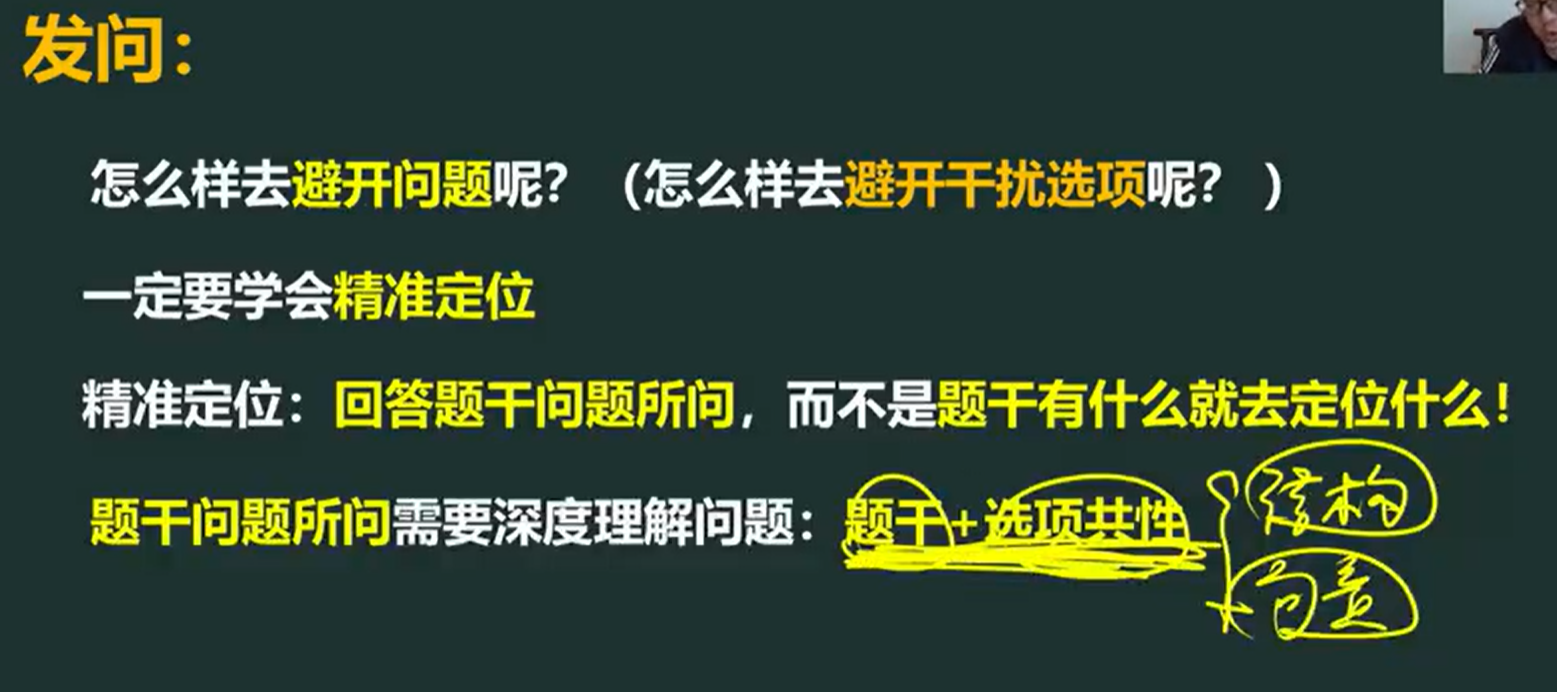 发问：
怎么样去避开问题呢？（怎么样去避开干扰选项呢？）
一定要学会精准定位
精准定位：回答题干问题所问，而不是题干有什么就去定位什么！
题干问题所问需要深度理解问题：题干+选项共性
结构
句意